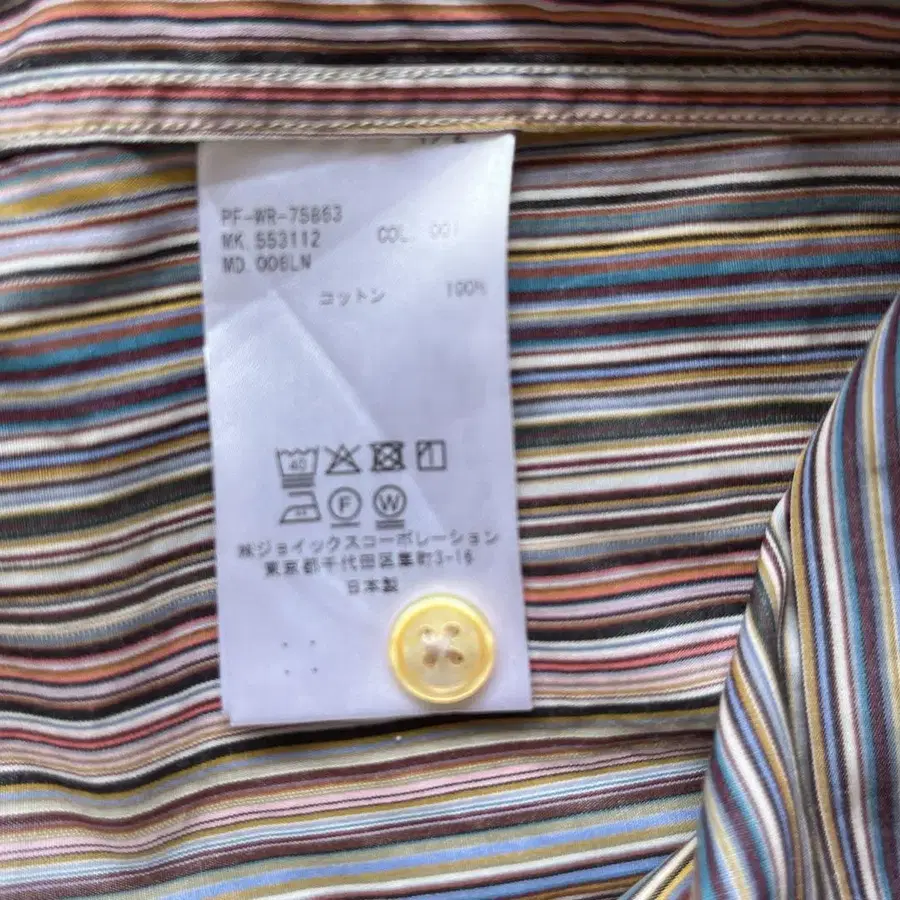 PF-WR-75863
MK.553112 COL. 001
MD.008LN
コットン 100%
40
F W
㈱ジョイックスコーポレーション
東京都千代田区隼町3-16
日本製